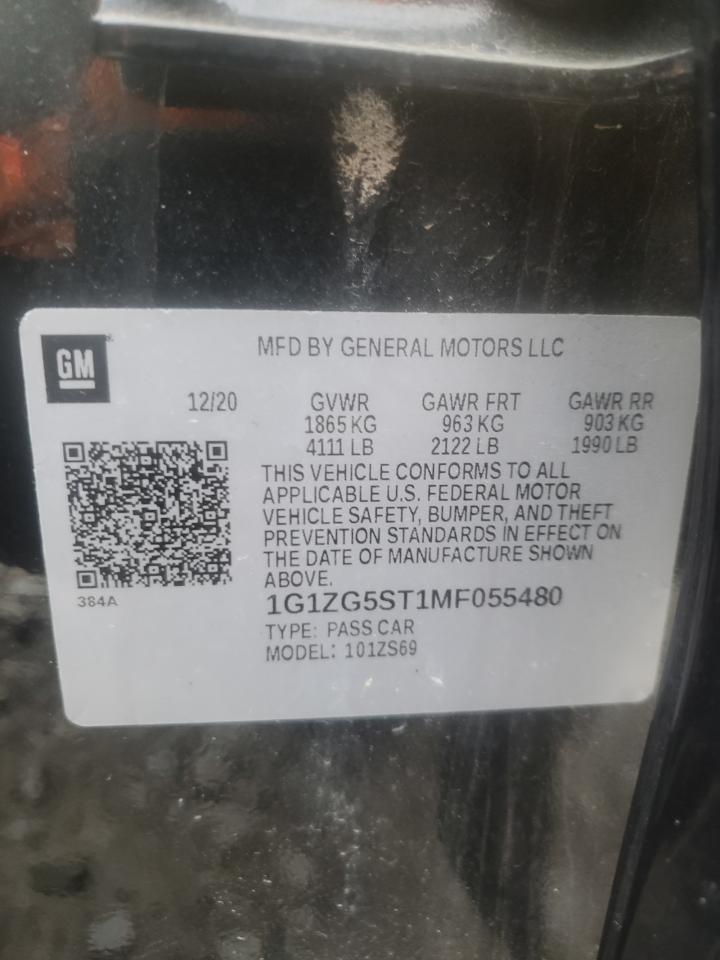 GM
MFD BY GENERAL MOTORS LLC
12/20 GVWR GAWR FRT GAWR RR
1865 KG 963 KG 903 KG
4111 LB 2122 LB 1990 LB
THIS VEHICLE CONFORMS TO ALL
APPLICABLE U.S. FEDERAL MOTOR
VEHICLE SAFETY, BUMPER, AND THEFT
PREVENTION STANDARDS IN EFFECT ON
THE DATE OF MANUFACTURE SHOWN
ABOVE.
384A
1G1ZG5ST1MF055480
TYPE: PASS CAR
MODEL: 101ZS69